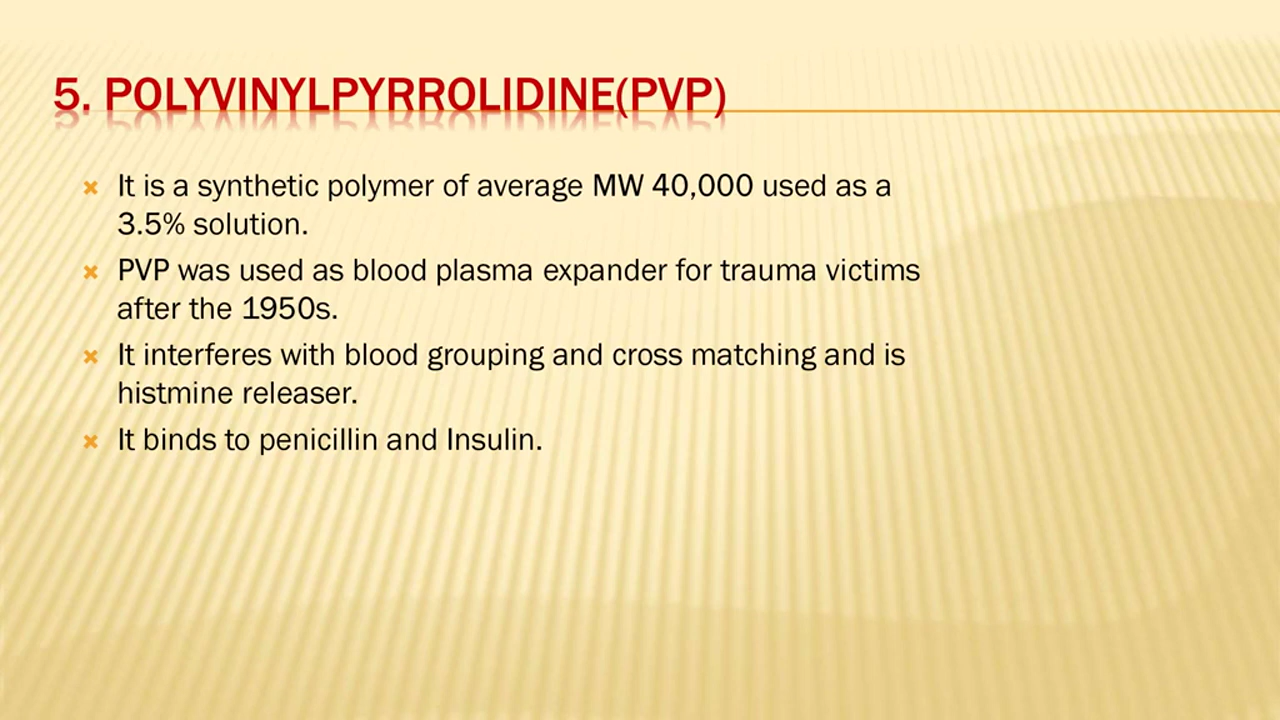 5. POLYVINYLPYRROLIDINE(PVP)
It is a synthetic polymer of average MW 40,000 used as a
3.5% solution.
PVP was used as blood plasma expander for trauma victims
after the 1950s.
It interferes with blood grouping and cross matching and is
histmine releaser.
It binds to penicillin and Insulin.